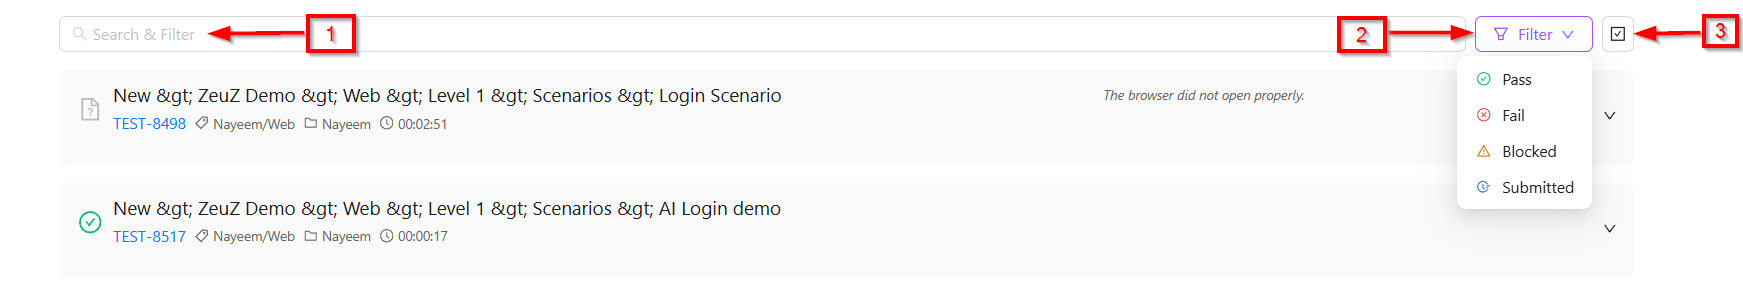 Search & Filter
1
2
Filter
3
Pass
Fail
Blocked
Submitted
New &gt; ZeuZ Demo &gt; Web &gt; Level 1 &gt; Scenarios &gt; Login Scenario
The browser did not open properly.
TEST-8498 Nayeem/Web Nayeem 00:02:51
New &gt; ZeuZ Demo &gt; Web &gt; Level 1 &gt; Scenarios &gt; AI Login demo
TEST-8517 Nayeem/Web Nayeem 00:00:17